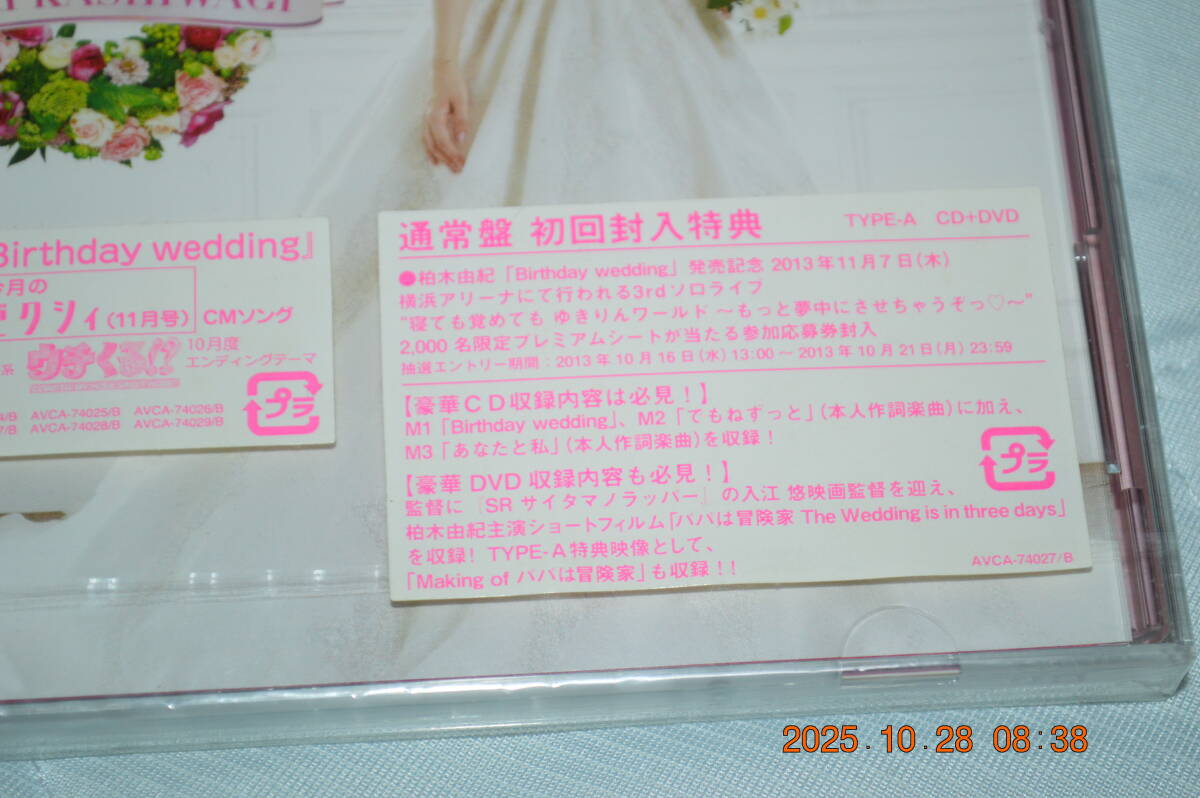 KASHIWAGI
Birthday wedding』
今月の
ゼクシィ(11月号) CMソング
系 ウチくる!? 10月度
エンディングテーマ
プラ
/B AVCA-74025/B AVCA-74026/B
/B AVCA-74028/B AVCA-74029/B
通常盤 初回封入特典 TYPE-A CD+DVD
●柏木由紀「Birthday wedding」発売記念 2013年11月7日(木)
横浜アリーナにて行われる3rdソロライブ
“寝ても覚めても ゆきりんワールド ～もっと夢中にさせちゃうぞっ♡～”
2,000名限定プレミアムシートが当たる参加応募券封入
抽選エントリー期間：2013年10月16日(水)13:00～2013年10月21日(月)23:59
【豪華CD収録内容は必見！】
M1「Birthday wedding」、M2「てもねずっと」(本人作詞楽曲)に加え、
M3「あなたと私」(本人作詞楽曲)を収録！
プラ
【豪華DVD収録内容も必見！】
監督に『SR サイタマノラッパー』の入江 悠映画監督を迎え、
柏木由紀主演ショートフィルム「パパは冒険家 The Wedding is in three days」
を収録！ TYPE-A特典映像として、
「Making of パパは冒険家」も収録！！
AVCA-74027/B
2025.10.28 08:38